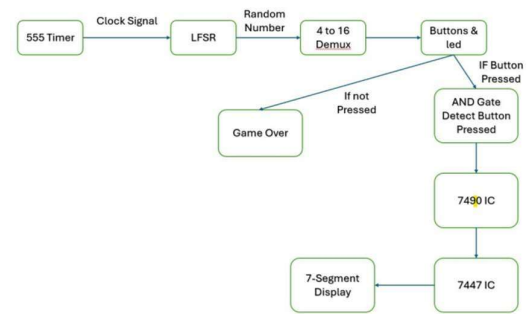 555 Timer
Clock Signal
LFSR
Random
Number
4 to 16
Demux
Buttons &
led
If not
Pressed
IF Button
Pressed
Game Over
AND Gate
Detect Button
Pressed
7490 IC
7447 IC
7-Segment
Display